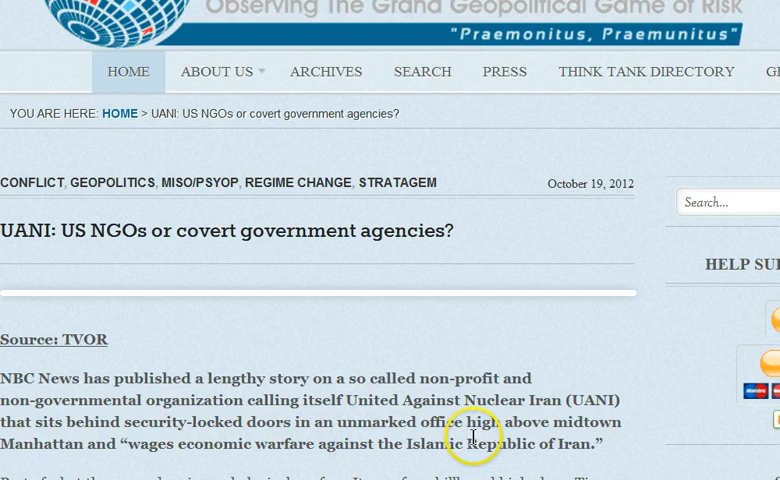 Observing The Grand Geopolitical Game of Risk
"Praemonitus, Praemunitus"
HOME ABOUT US ARCHIVES SEARCH PRESS THINK TANK DIRECTORY
YOU ARE HERE: HOME > UANI: US NGOs or covert government agencies?
CONFLICT, GEOPOLITICS, MISO/PSYOP, REGIME CHANGE, STRATAGEM October 19, 2012
Search...
UANI: US NGOs or covert government agencies?
HELP
Source: TVOR
NBC News has published a lengthy story on a so called non-profit and
non-governmental organization calling itself United Against Nuclear Iran (UANI)
that sits behind security-locked doors in an unmarked office high above midtown
Manhattan and “wages economic warfare against the Islamic Republic of Iran.”